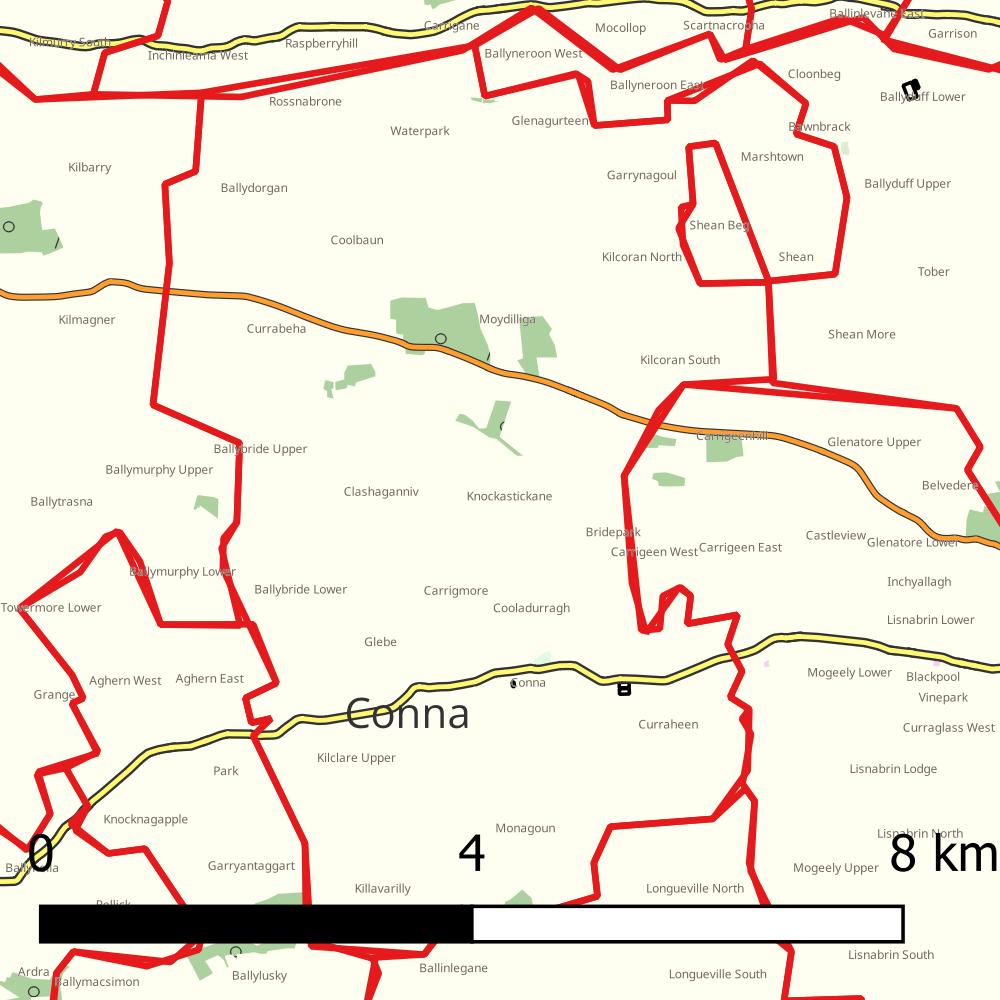 Carrigane
Ballinlevane East
Mocollop
Scartnacroona
Garrison
Kilmurry South
Raspberryhill
Inchinleama West
Ballyneroon West
Cloonbeg
Ballyneroon East
Ballyduff Lower
Rossnabrone
Glenagurteen
Bawnbrack
Waterpark
Marshtown
Kilbarry
Garrynagoul
Ballyduff Upper
Ballydorgan
Shean Beg
Coolbaun
Kilcoran North
Shean
Tober
Kilmagner
Moydilliga
Currabeha
Shean More
Kilcoran South
Carrigeenhill
Glenatore Upper
Ballybride Upper
Ballymurphy Upper
Belvedere
Clashaganniv
Knockastickane
Ballytrasna
Bridepark
Castleview
Glenatore Lower
Carrigeen West
Carrigeen East
Ballymurphy Lower
Inchyallagh
Ballybride Lower
Carrigmore
Towermore Lower
Cooladurragh
Lisnabrin Lower
Glebe
Mogeely Lower
Blackpool
Aghern West
Aghern East
Conna
Grange
Vinepark
Conna
Curraheen
Curraglass West
Kilclare Upper
Park
Lisnabrin Lodge
Knocknagapple
Monagoun
Lisnabrin North
0 4 8 km
Garryantaggart
Mogeely Upper
Killavarilly
Longueville North
Lisnabrin South
Ardra
Ballinlegane
Ballylusky
Longueville South
Ballymacsimon